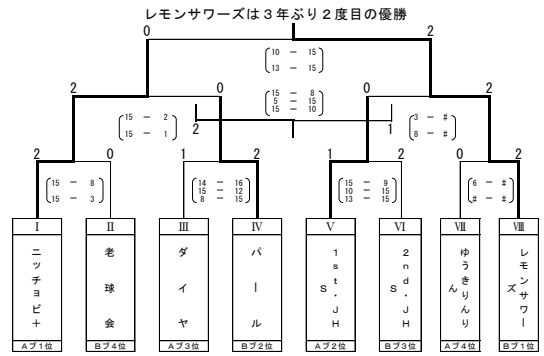 レモンサワーズは３年ぶり２度目の優勝
0 2
10 － 15
13 － 15
2 0 0 2
15 － 8
5 － 15
15 － 10
15 － 2
15 － 1
2 1
3 － #
8 － #
2 0 1 2 1 2 0 2
15 － 8
15 － 3
14 － 16
15 － 12
8 － 15
15 － 9
10 － 15
13 － 15
6 － #
# － #
Ⅰ Ⅱ Ⅲ Ⅳ Ⅴ Ⅵ Ⅶ Ⅷ
ニッチョビ＋
老球会
ダイヤ
パール
１ｓｔ・ＪＨＳ
２ｎｄ・ＪＨＳ
ゆうきりんりん
レモンサワーズ
Aブ1位 Bブ4位 Aブ3位 Bブ2位 Aブ2位 Bブ3位 Aブ4位 Bブ1位